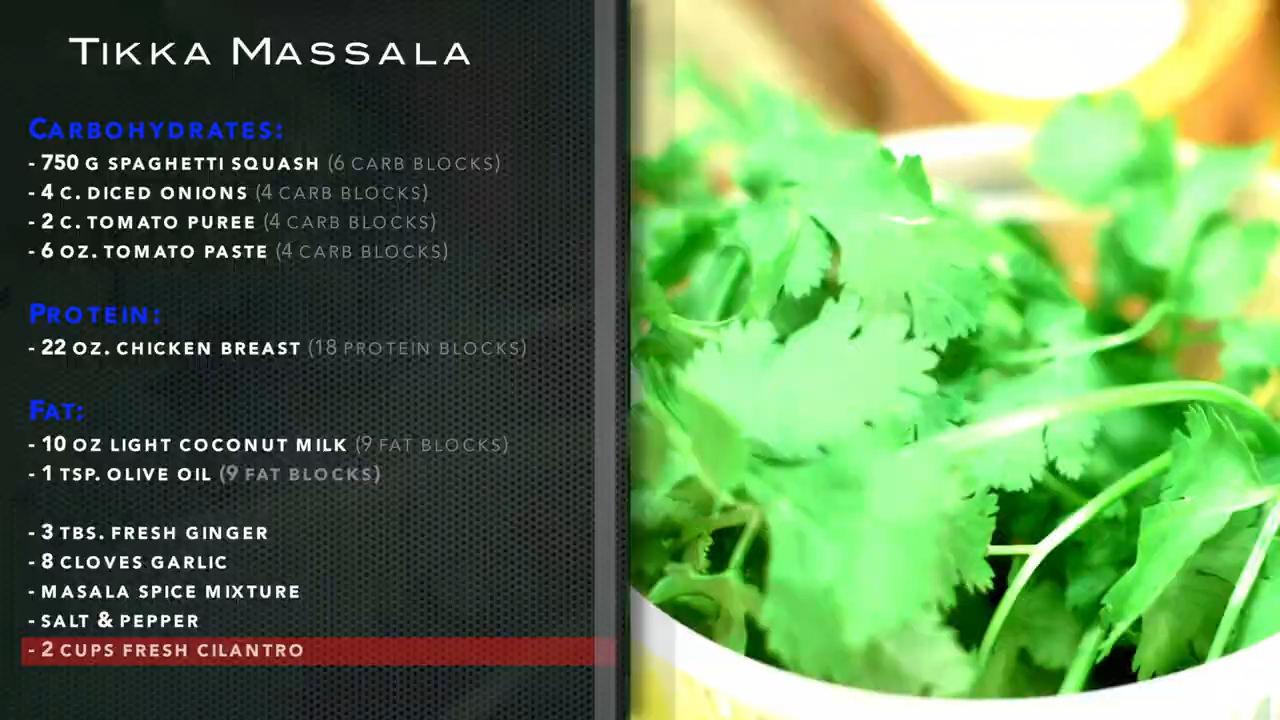 TIKKA MASSALA
CARBOHYDRATES:
- 750 G SPAGHETTI SQUASH (6 CARB BLOCKS)
- 4 C. DICED ONIONS (4 CARB BLOCKS)
- 2 C. TOMATO PUREE (4 CARB BLOCKS)
- 6 OZ. TOMATO PASTE (4 CARB BLOCKS)
PROTEIN:
- 22 OZ. CHICKEN BREAST (18 PROTEIN BLOCKS)
FAT:
- 10 OZ LIGHT COCONUT MILK (9 FAT BLOCKS)
- 1 TSP. OLIVE OIL (9 FAT BLOCKS)
- 3 TBS. FRESH GINGER
- 8 CLOVES GARLIC
- MASALA SPICE MIXTURE
- SALT & PEPPER
- 2 CUPS FRESH CILANTRO